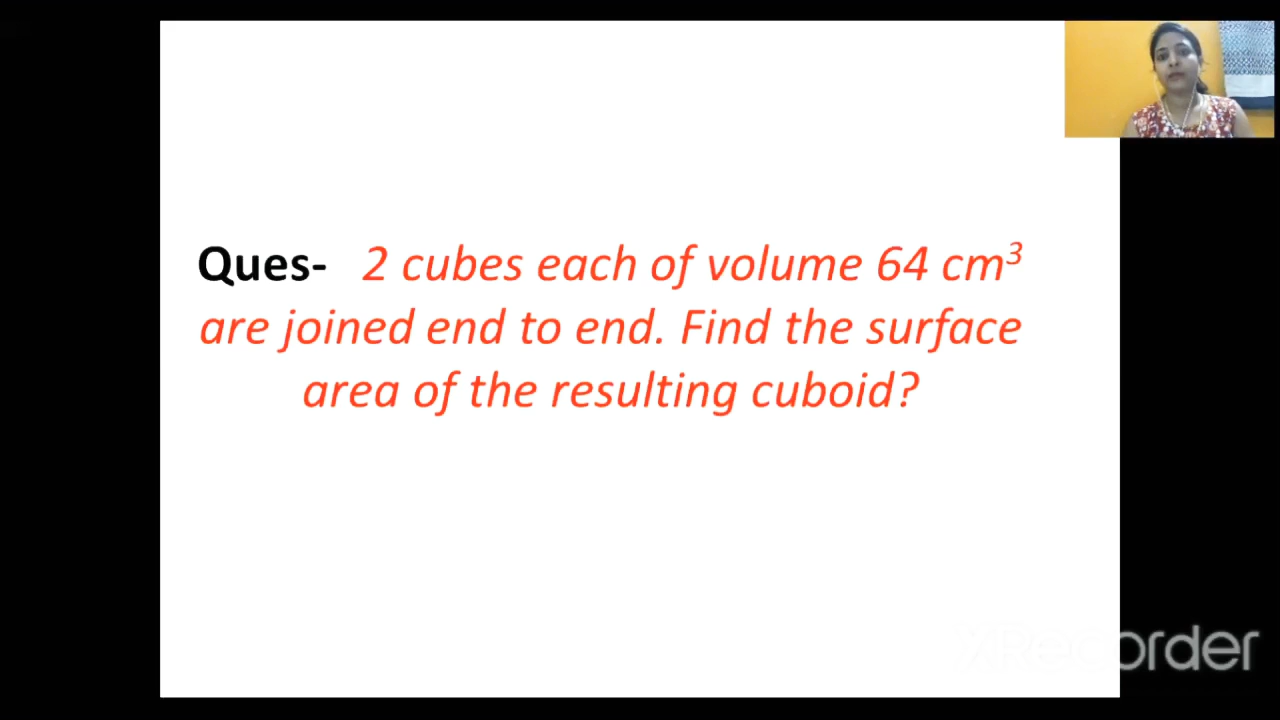 Ques- 2 cubes each of volume 64 cm³
are joined end to end. Find the surface
area of the resulting cuboid?
XRecorder